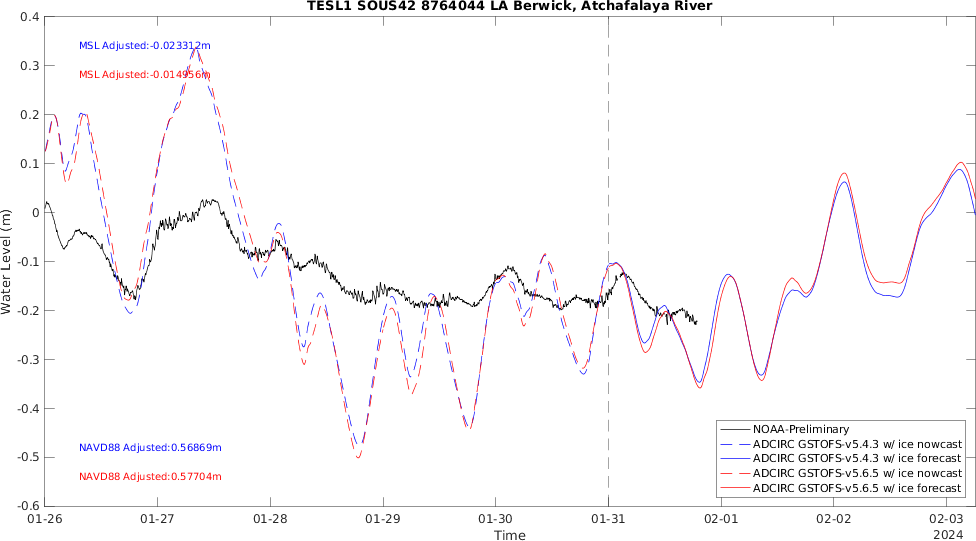 TESL1 SOUS42 8764044 LA Berwick, Atchafalaya River
0.4
MSL Adjusted:-0.023312m
0.3
MSL Adjusted:-0.014956m
0.2
0.1
0
-0.1
-0.2
-0.3
-0.4
-0.5
-0.6
Water Level (m)
NAVD88 Adjusted:0.56869m
NAVD88 Adjusted:0.57704m
NOAA-Preliminary
ADCIRC GSTOFS-v5.4.3 w/ ice nowcast
ADCIRC GSTOFS-v5.4.3 w/ ice forecast
ADCIRC GSTOFS-v5.6.5 w/ ice nowcast
ADCIRC GSTOFS-v5.6.5 w/ ice forecast
01-26 01-27 01-28 01-29 01-30 01-31 02-01 02-02 02-03
Time 2024